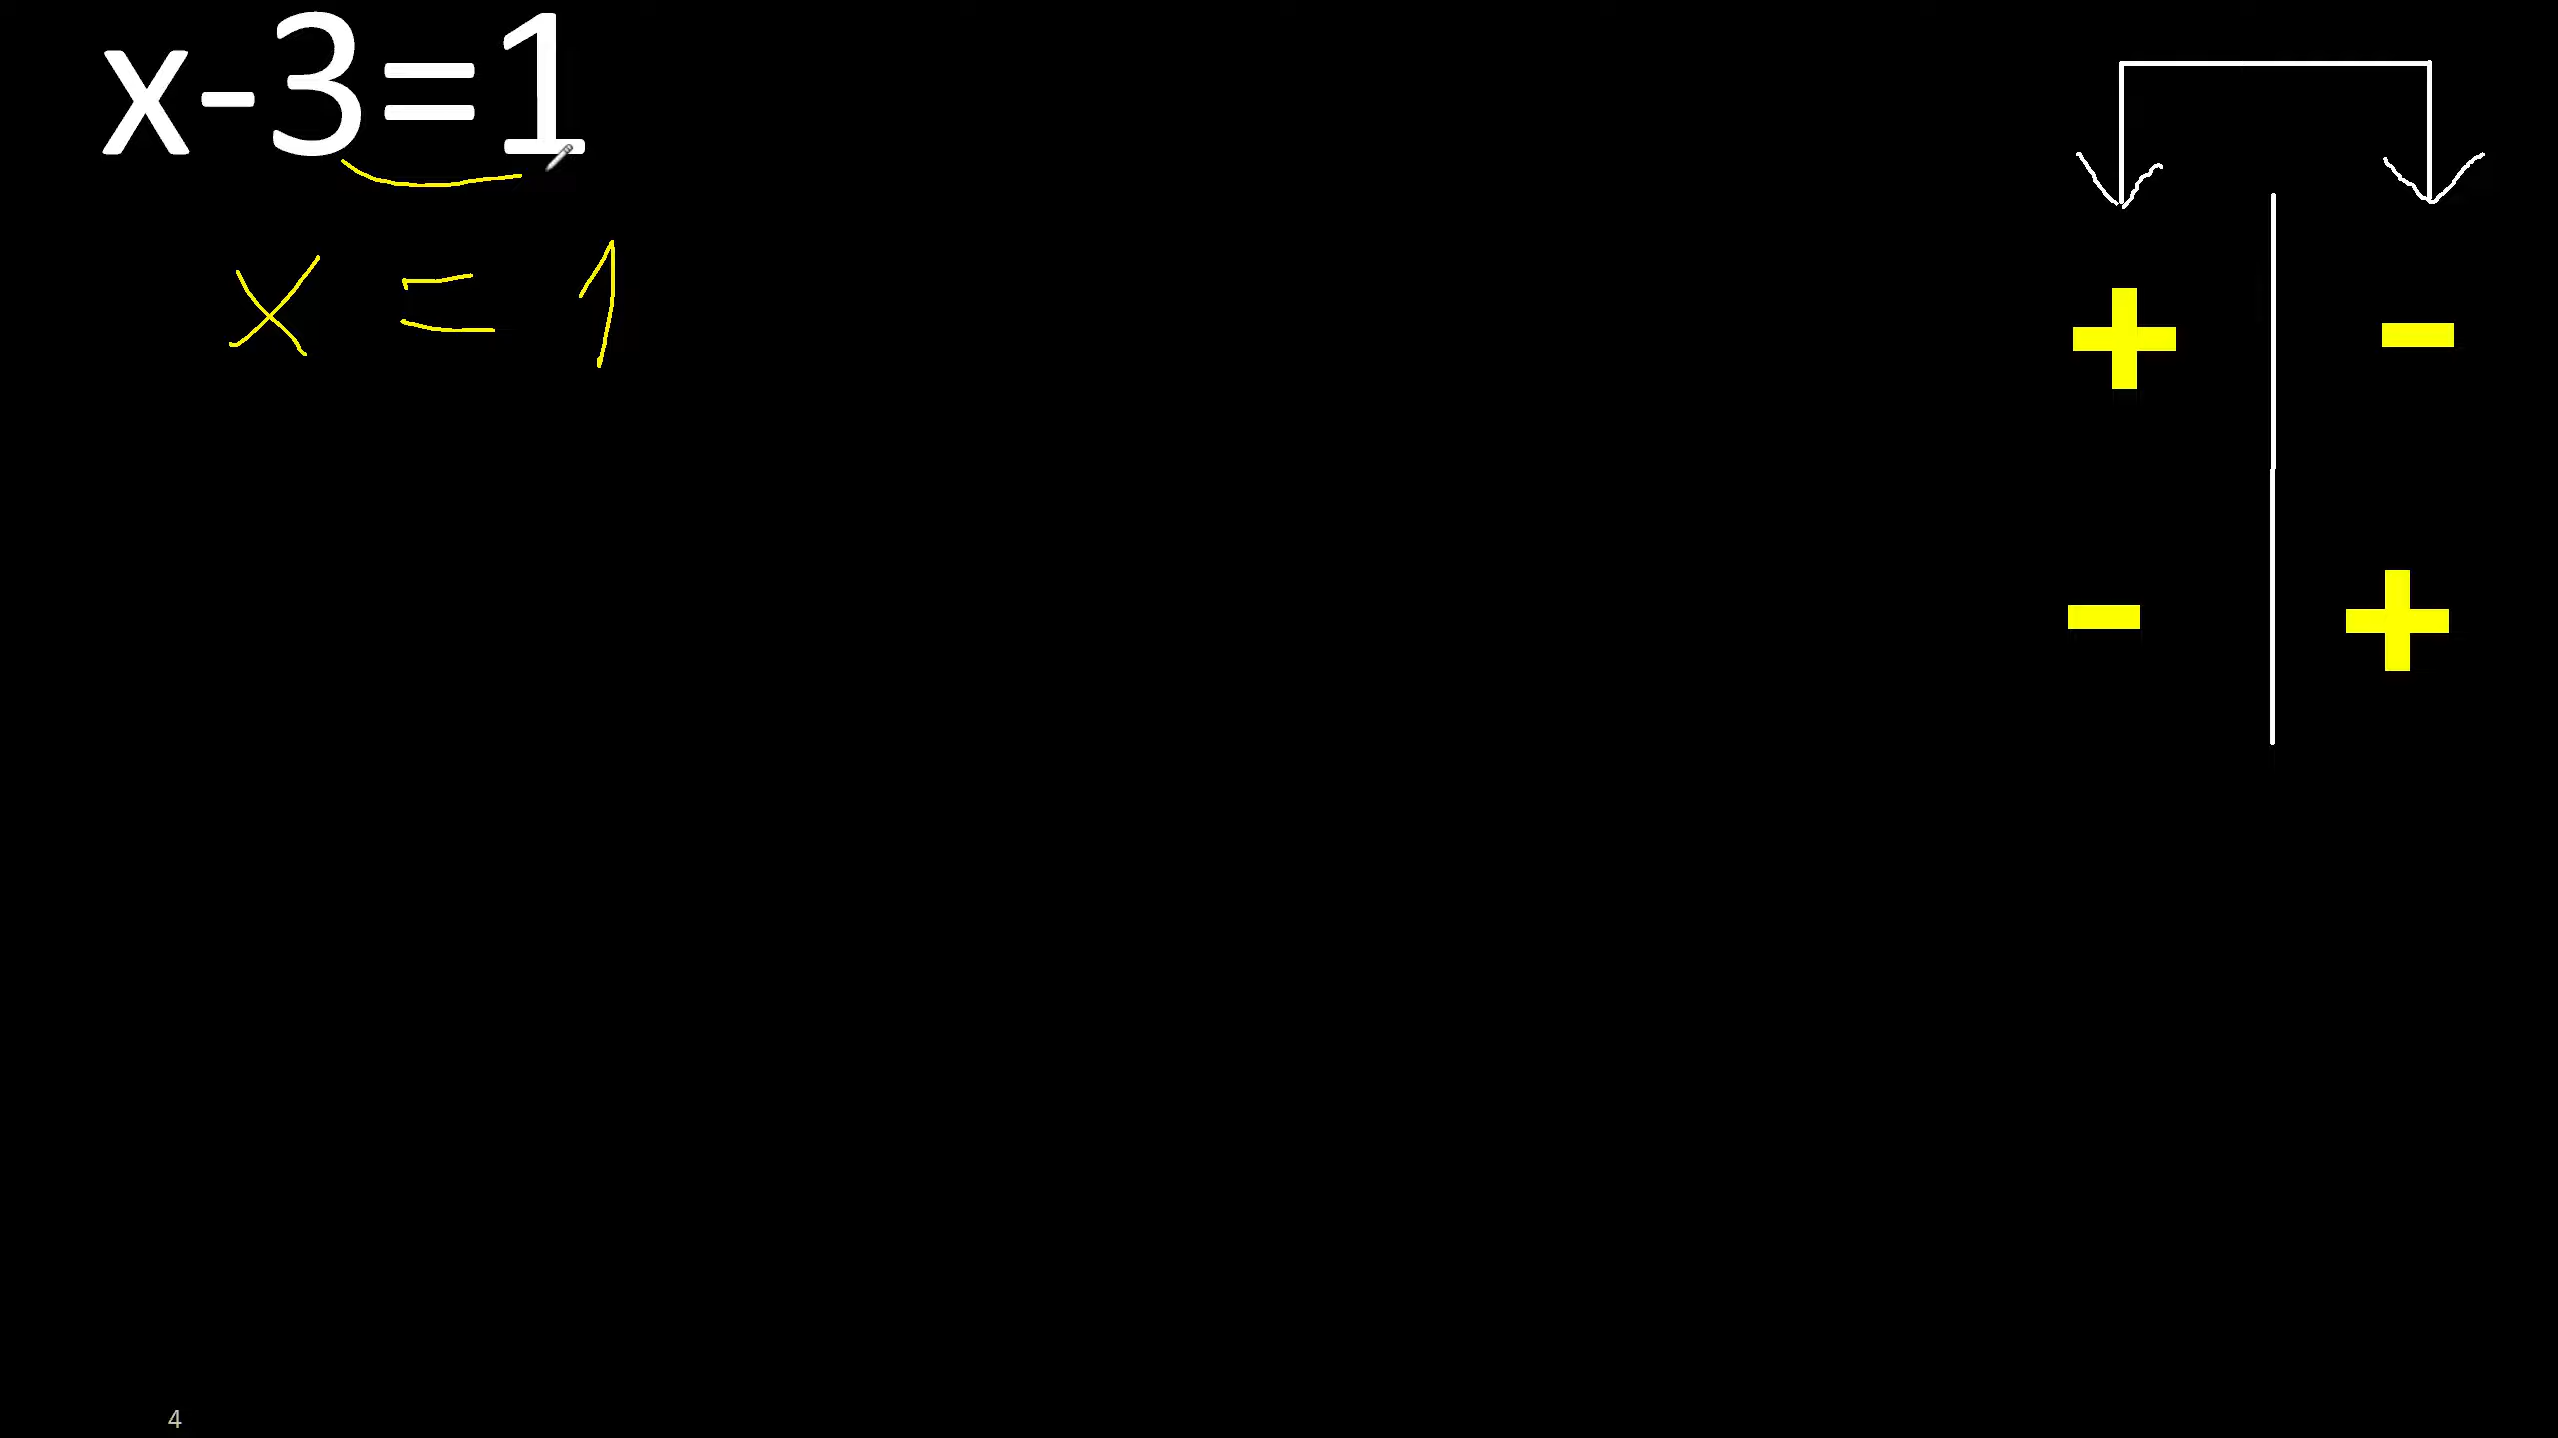 x-3=1
x = 1
+ -
- +
4